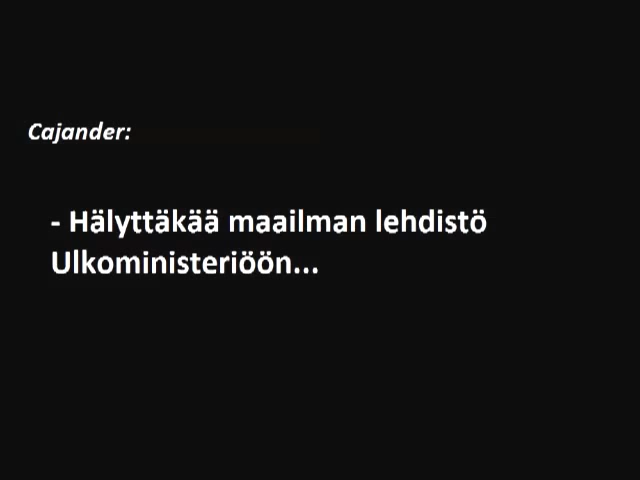 Cajander:
- Hälyttäkää maailman lehdistö
Ulkoministeriöön...